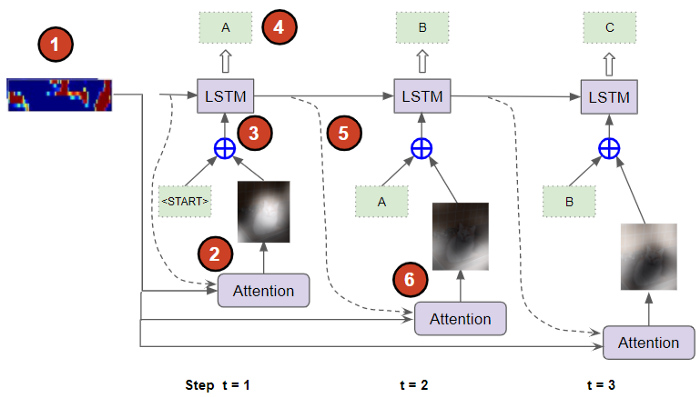 1
A
4
B
C
LSTM
LSTM
LSTM
3
5
<START>
A
B
2
6
Attention
Attention
Attention
Step t = 1
t = 2
t = 3